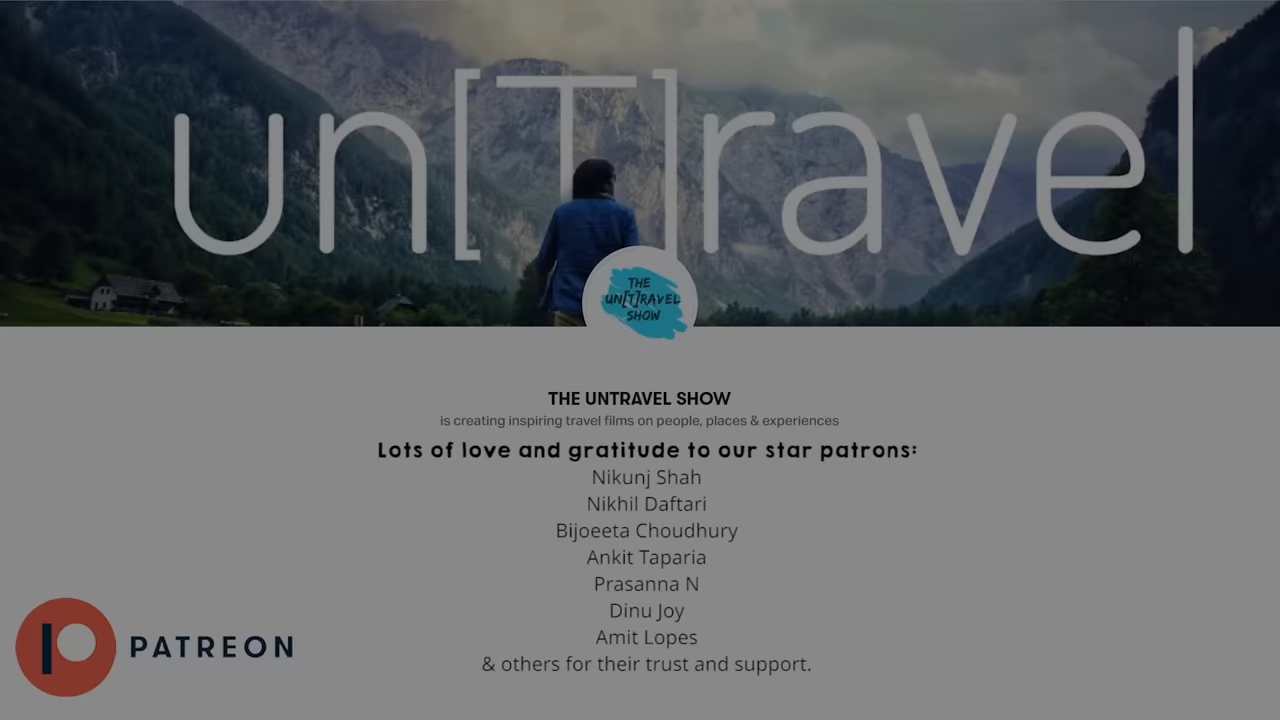 un[T]ravel
THE
UN[T]RAVEL
SHOW
THE UNTRAVEL SHOW
is creating inspiring travel films on people, places & experiences
Lots of love and gratitude to our star patrons:
Nikunj Shah
Nikhil Daftari
Bijoeeta Choudhury
Ankit Taparia
Prasanna N
Dinu Joy
Amit Lopes
& others for their trust and support.
PATREON